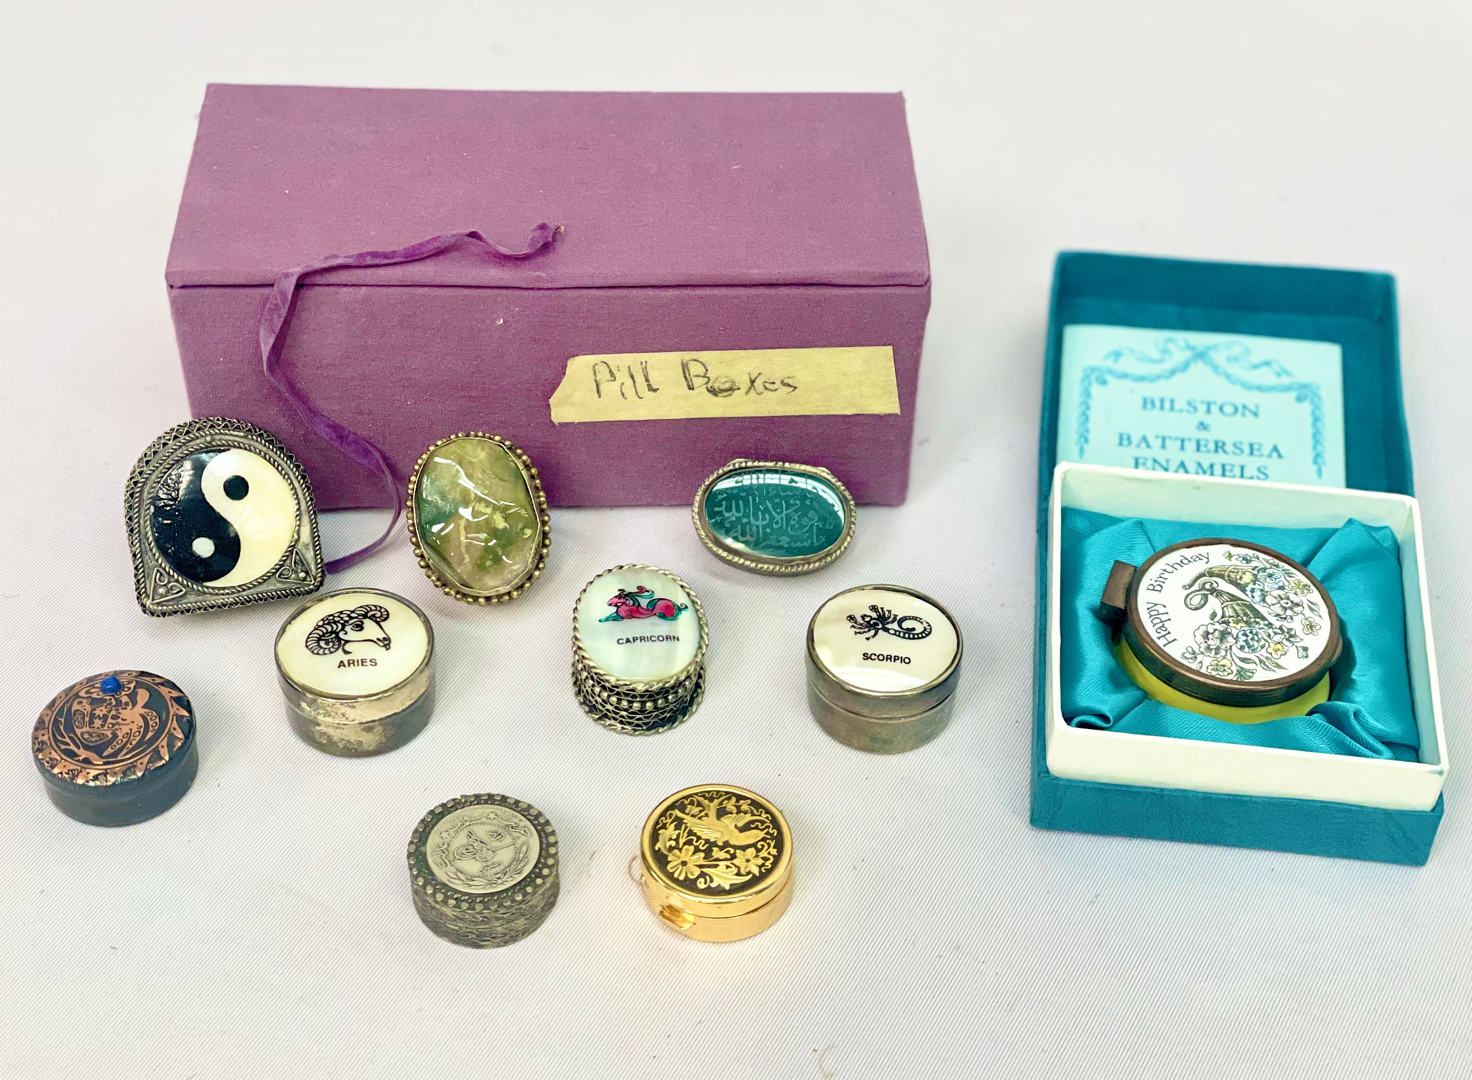 Pill Boxes
BILSTON
&
BATTERSEA
ENAMELS
Happy Birthday
ARIES
CAPRICORN
SCORPIO